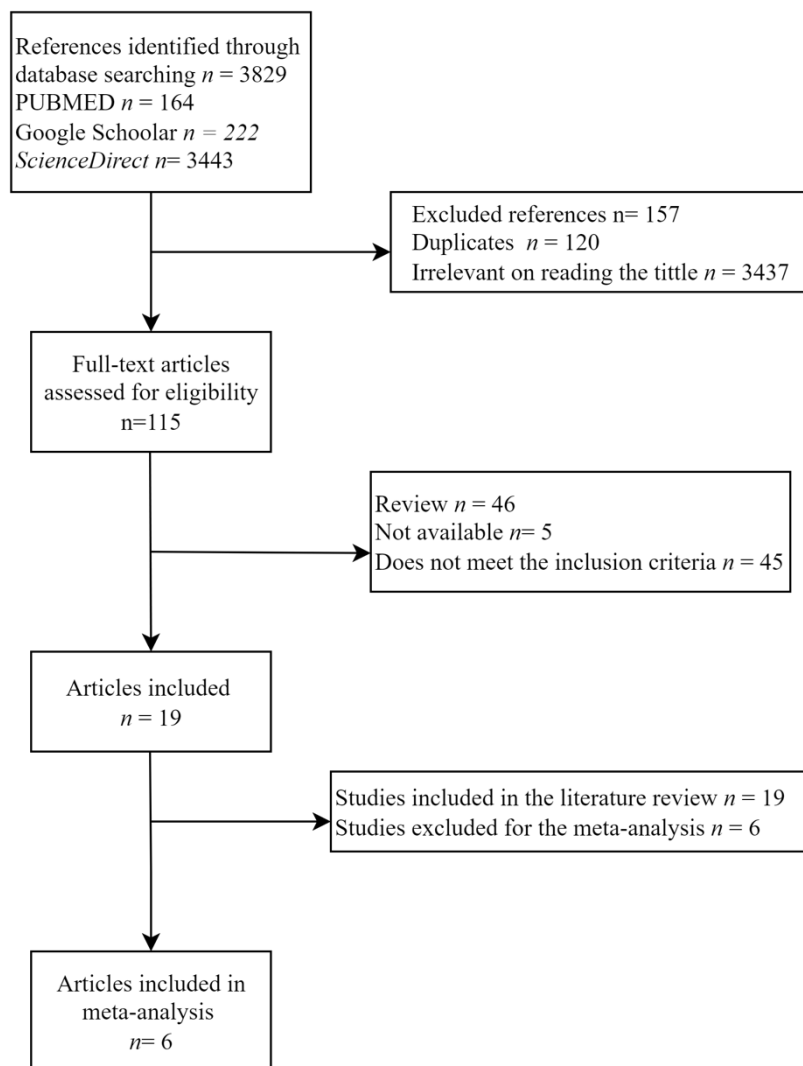 References identified through
database searching n = 3829
PUBMED n = 164
Google Schoolar n = 222
ScienceDirect n= 3443
Excluded references n= 157
Duplicates n = 120
Irrelevant on reading the tittle n = 3437
Full-text articles
assessed for eligibility
n=115
Review n = 46
Not available n= 5
Does not meet the inclusion criteria n = 45
Articles included
n = 19
Studies included in the literature review n = 19
Studies excluded for the meta-analysis n = 6
Articles included in
meta-analysis
n= 6